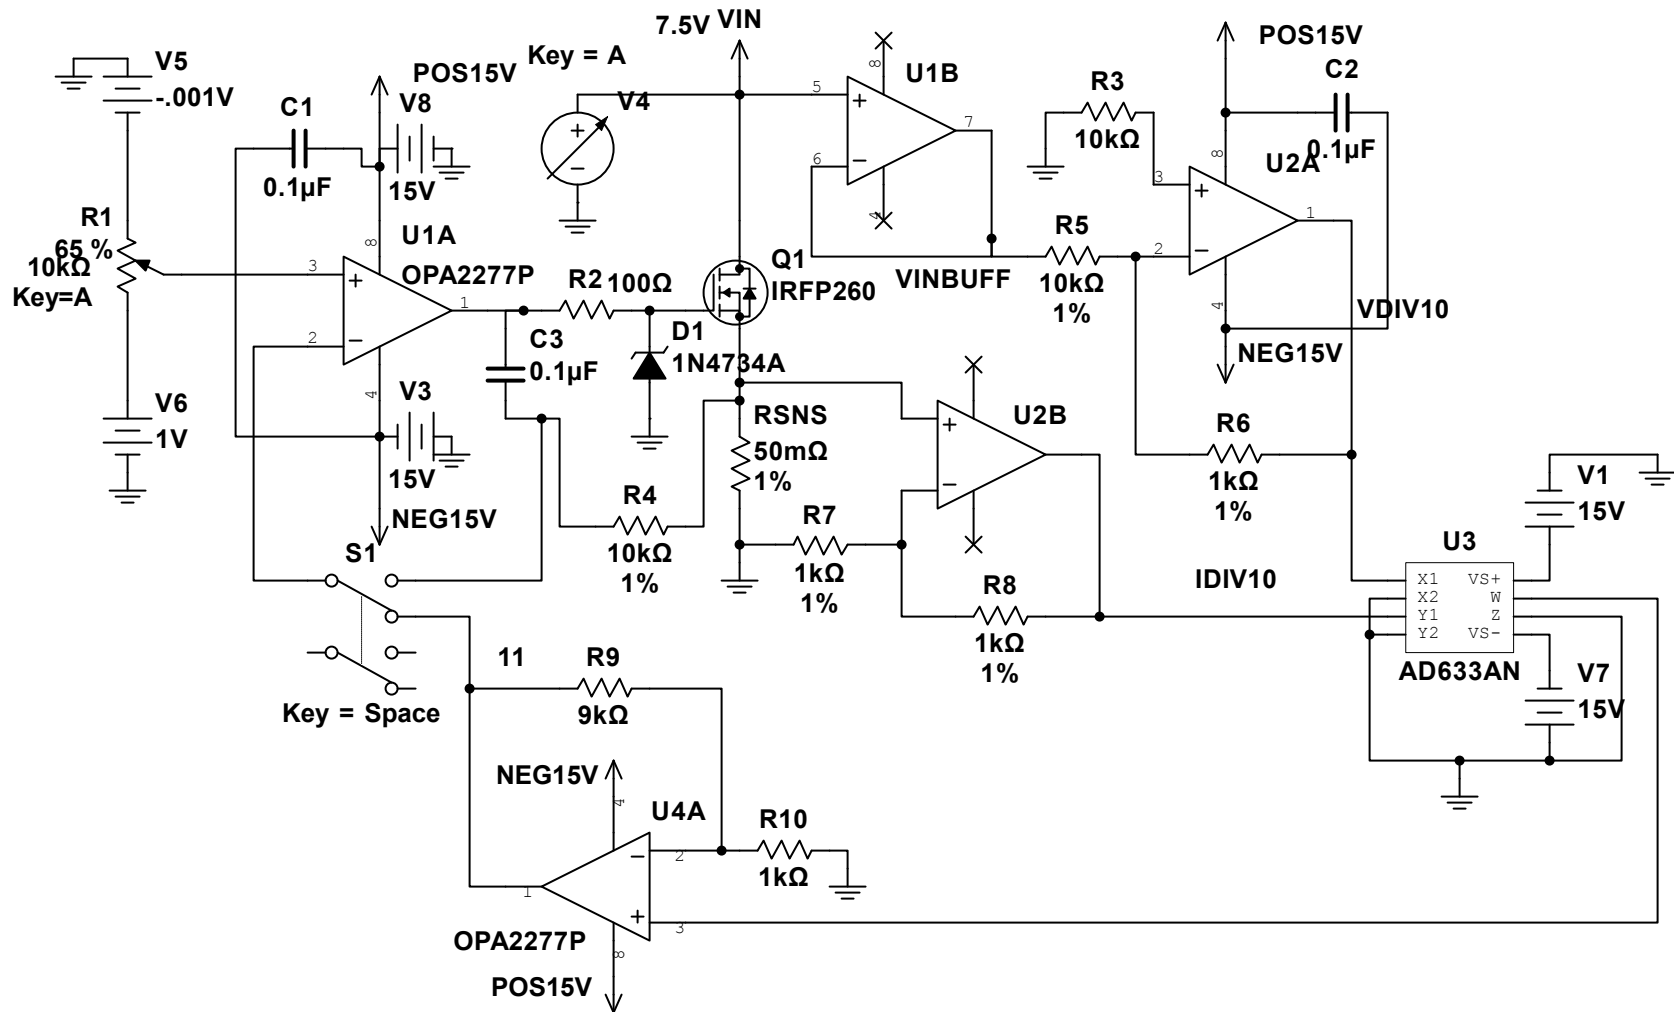 V5
-.001V
POS15V
Key = A
7.5V
VIN
V4
C1
0.1µF
V8
15V
8
U1B
5
6
7
8
4
R3
10kΩ
POS15V
C2
0.1µF
U2A
8
3
2
1
4
R1
65 %
10kΩ
Key=A
U1A
OPA2277P
3
2
1
4
R2
100Ω
Q1
IRFP260
VINBUFF
R5
10kΩ
1%
VDIV10
NEG15V
C3
0.1µF
D1
1N4734A
V6
1V
V3
15V
NEG15V
RSNS
50mΩ
1%
U2B
R6
1kΩ
1%
V1
15V
R4
10kΩ
1%
R7
1kΩ
1%
S1
R8
1kΩ
1%
IDIV10
U3
X1
X2
Y1
Y2
VS+
W
Z
VS-
AD633AN
V7
15V
11
R9
9kΩ
Key = Space
NEG15V
4
U4A
R10
1kΩ
2
1
3
OPA2277P
8
POS15V